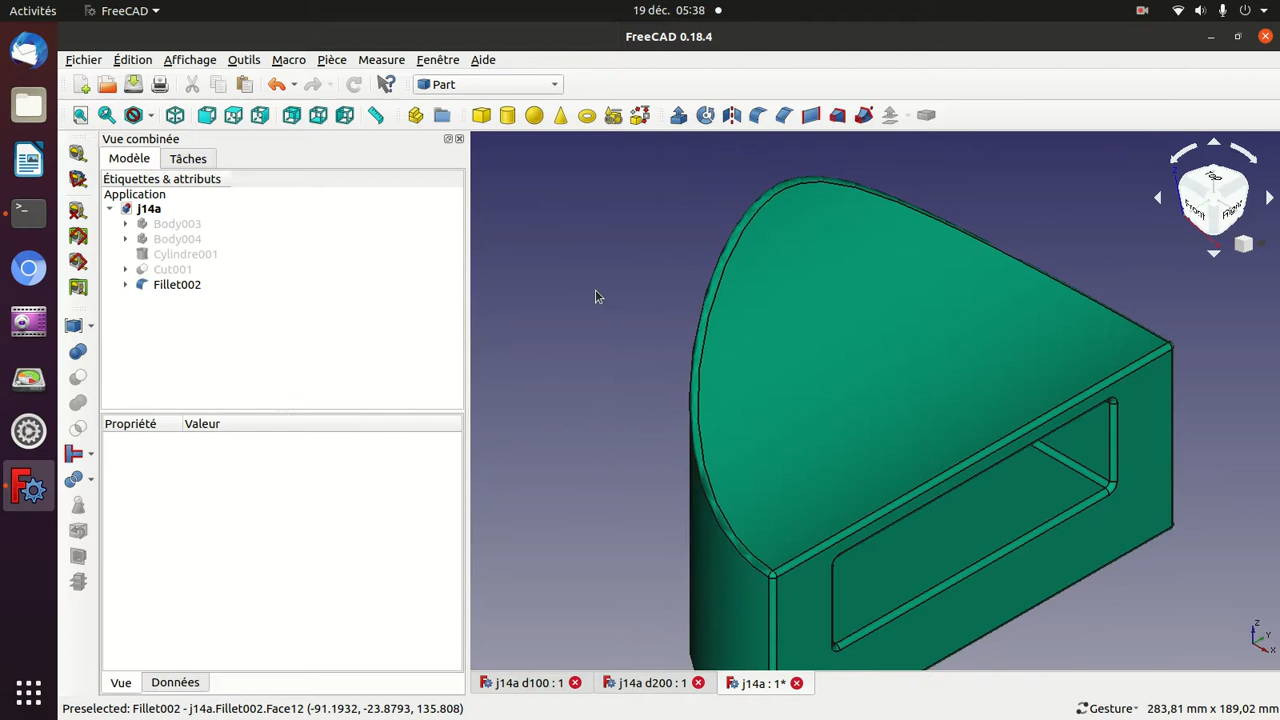 Activités FreeCAD 19 déc. 05:38
FreeCAD 0.18.4
Fichier Édition Affichage Outils Macro Pièce Measure Fenêtre Aide
Part
Vue combinée
Modèle Tâches
Étiquettes & attributs
Application
j14a
Body003
Body004
Cylindre001
Cut001
Fillet002
Propriété Valeur
Front Right
Z
Y
X
Vue Données
j14a d100 : 1 j14a d200 : 1 j14a : 1*
Preselected: Fillet002 - j14a.Fillet002.Face12 (-91.1932, -23.8793, 135.808) Gesture 283,81 mm x 189,02 mm